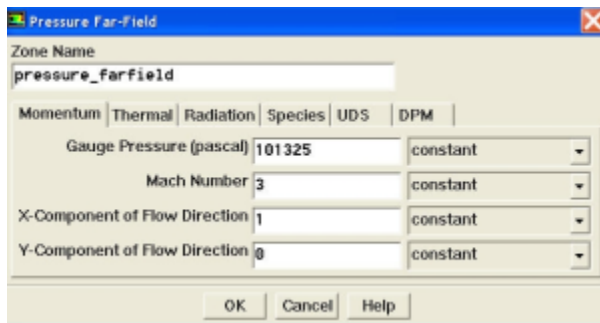 Pressure Far-Field
Zone Name
pressure_farfield
Momentum Thermal Radiation Species UDS DPM
Gauge Pressure (pascal) 101325 constant
Mach Number 3 constant
X-Component of Flow Direction 1 constant
Y-Component of Flow Direction 0 constant
OK Cancel Help